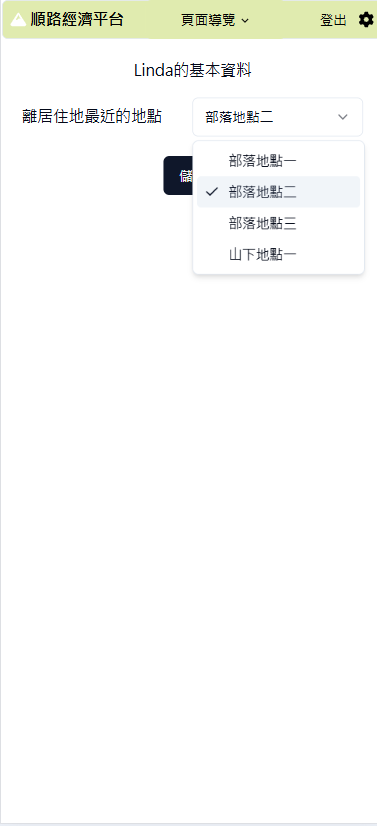 順路經濟平台 頁面導覽 登出
Linda的基本資料
離居住地最近的地點 部落地點二
儲
部落地點一
部落地點二
部落地點三
山下地點一